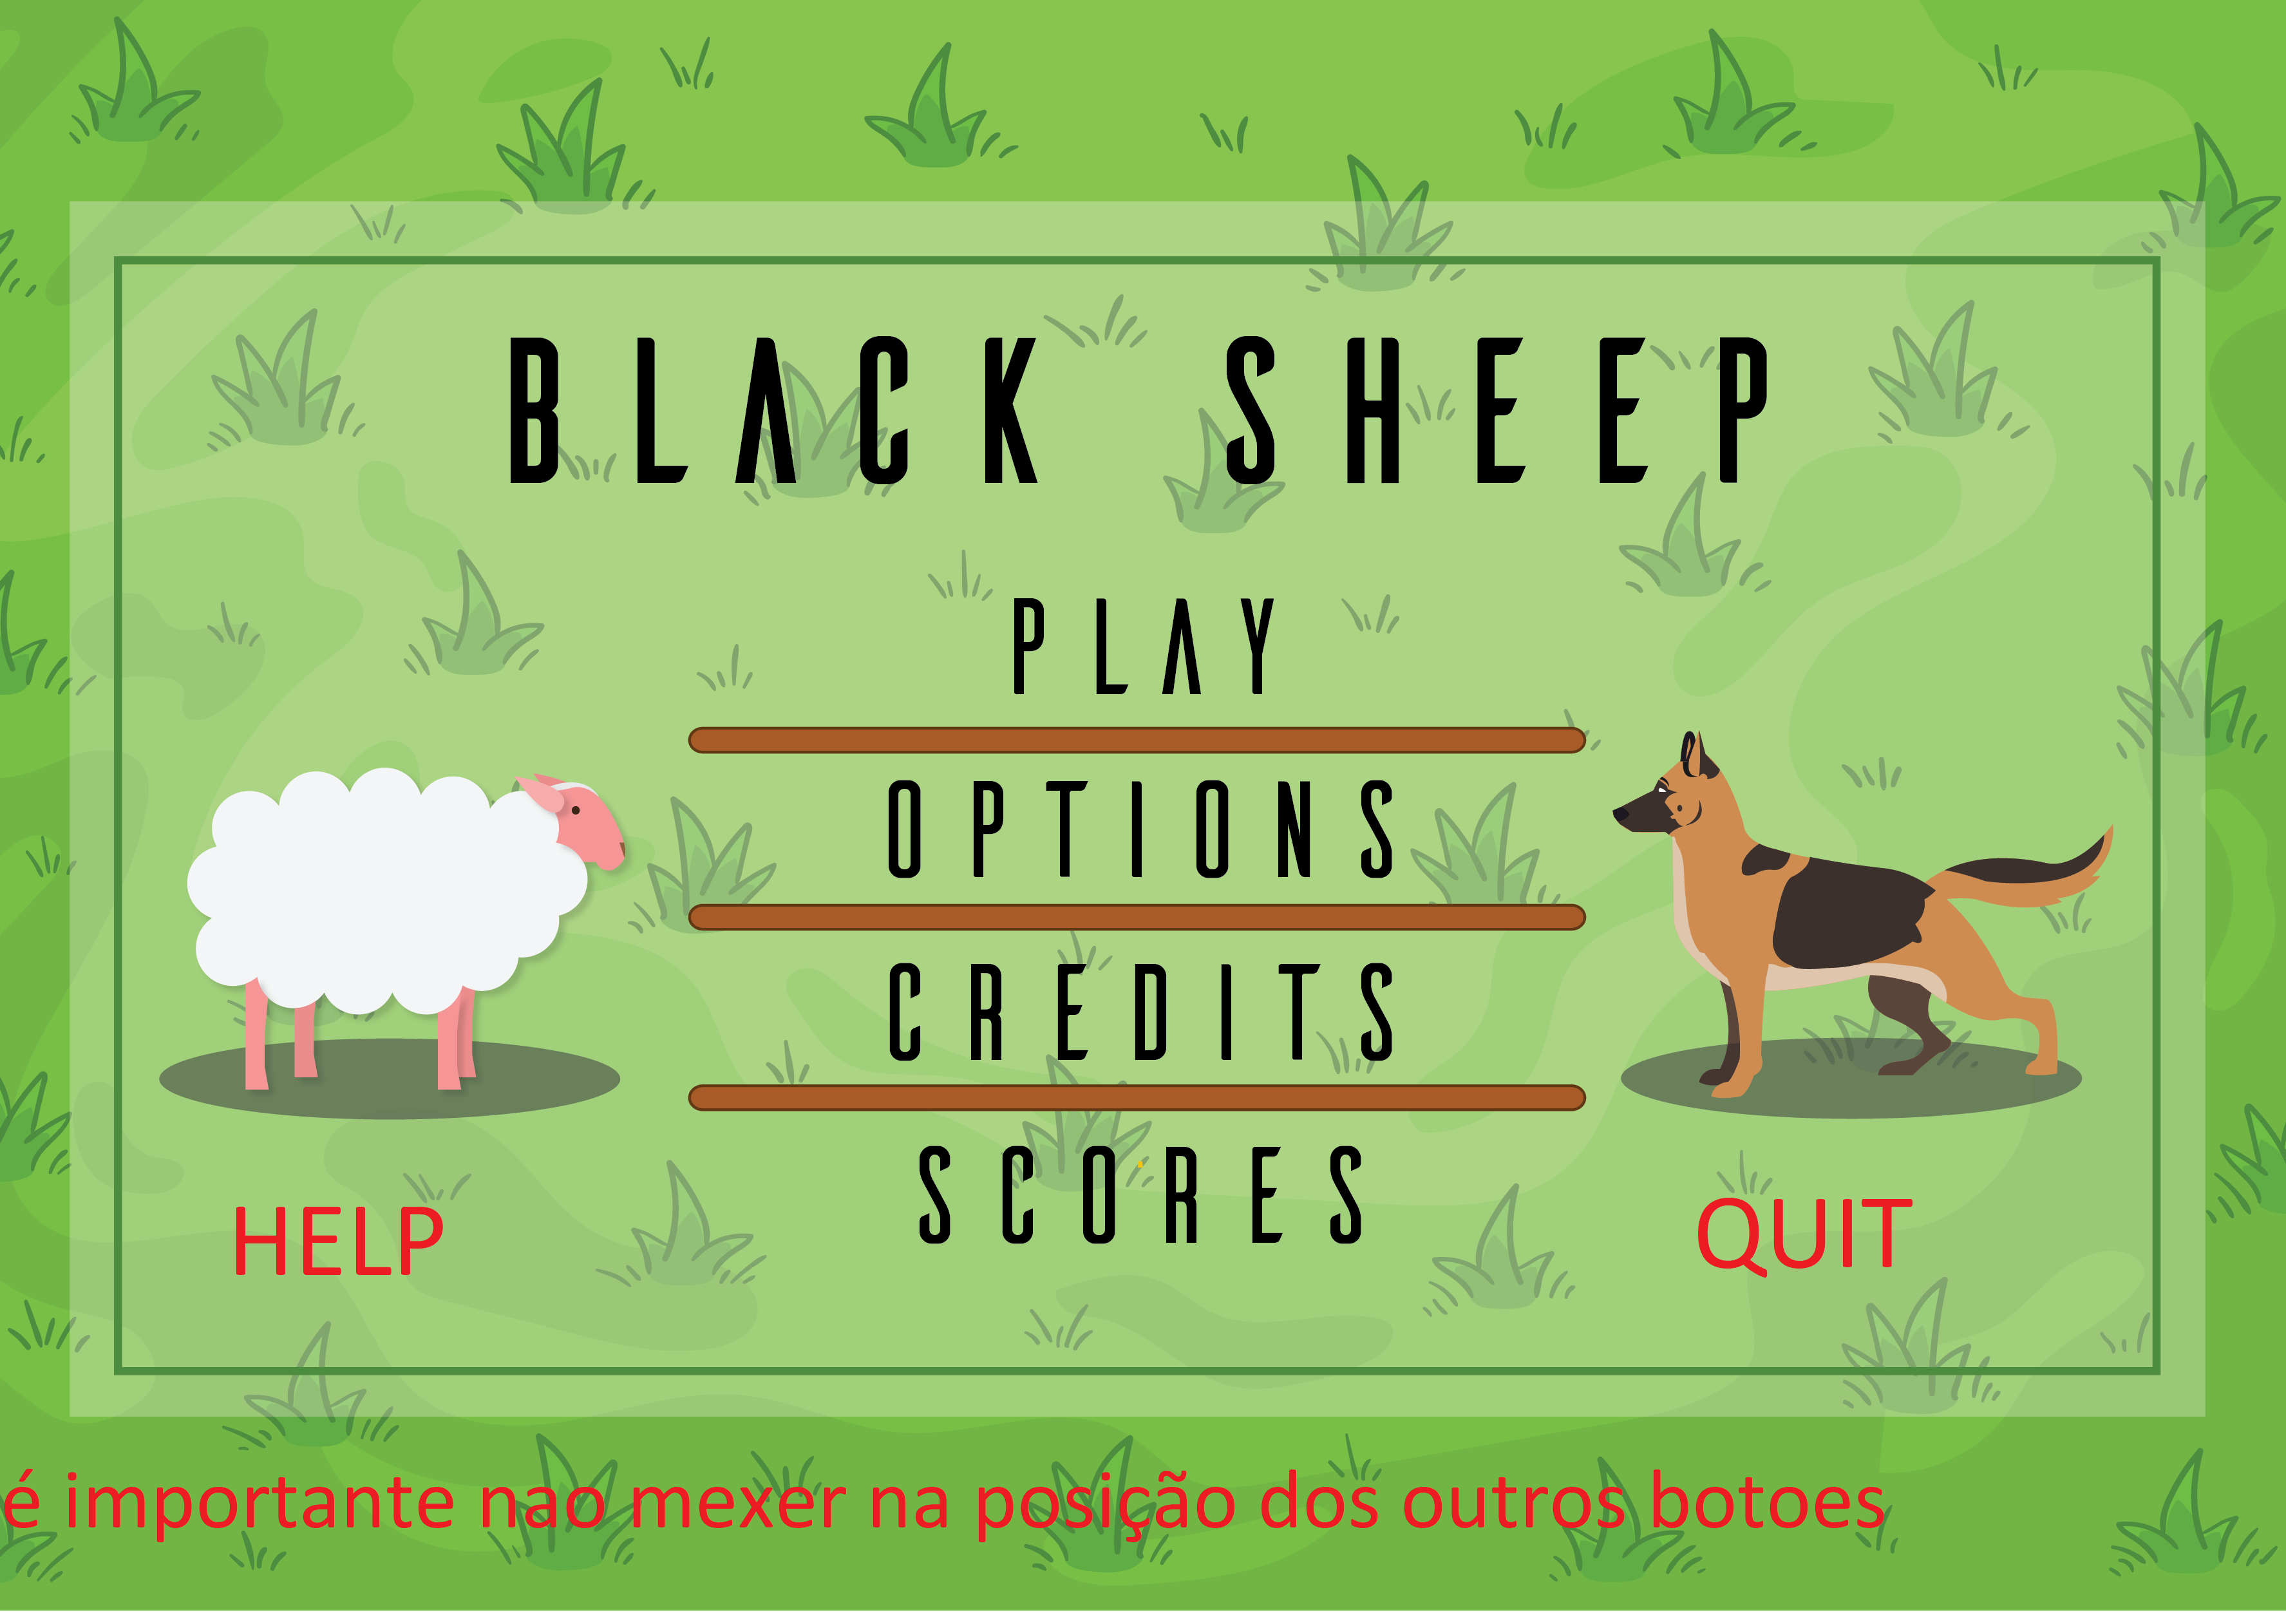 BLACK SHEEP
PLAY
OPTIONS
CREDITS
SCORES
HELP
QUIT
é importante nao mexer na posição dos outros botoes